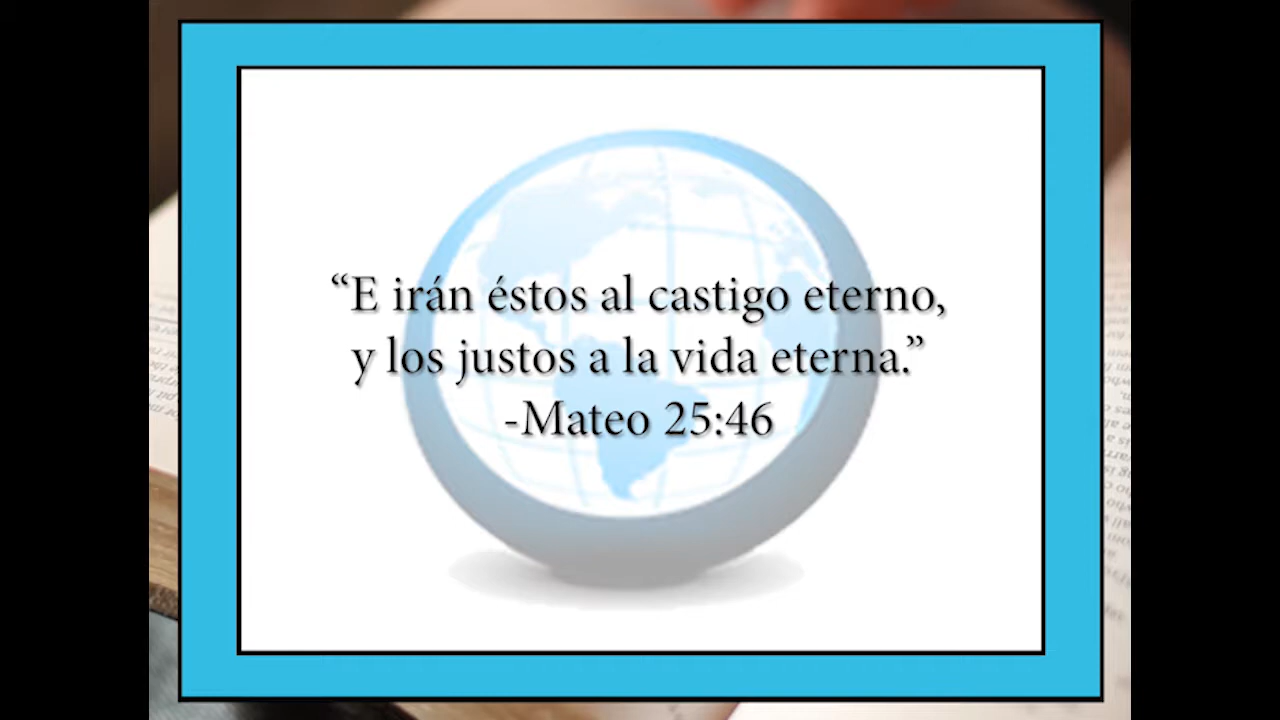 “E irán éstos al castigo eterno,
y los justos a la vida eterna.”
-Mateo 25:46